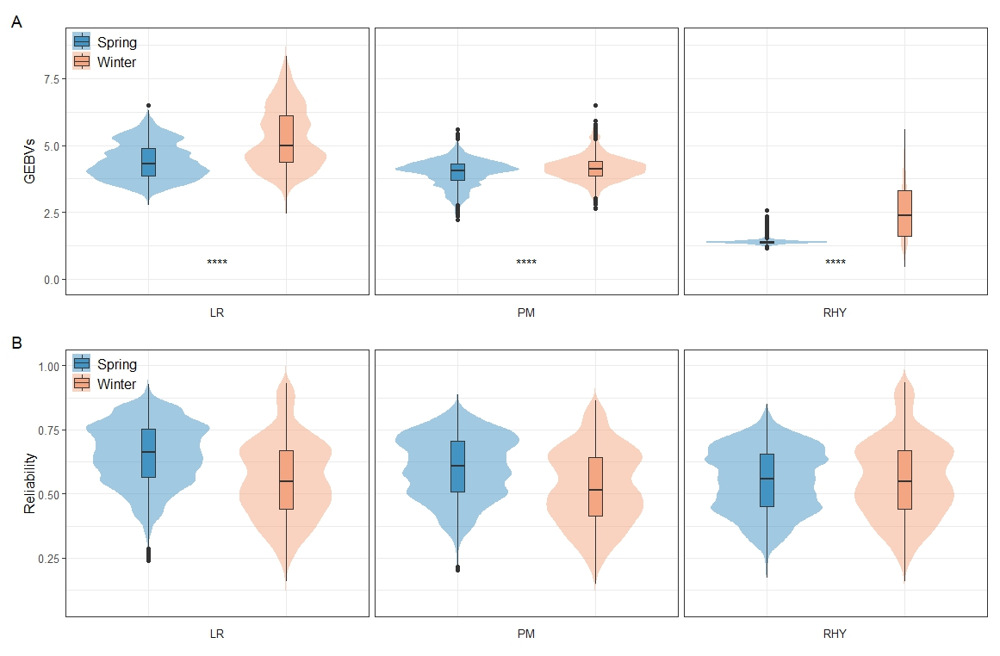 A
Spring
Winter
7.5
5.0
2.5
0.0
GEBVs
****
****
****
LR
PM
RHY
B
Spring
Winter
1.00
0.75
0.50
0.25
Reliability
LR
PM
RHY